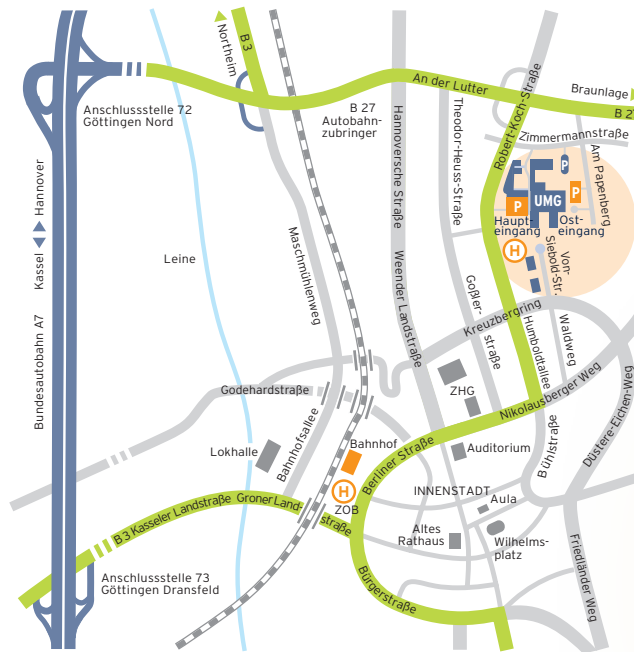 Northeim
B 3
An der Lutter
Braunlage
B 2
Anschlussstelle 72
Göttingen Nord
B 27
Autobahn-
zubringer
Hannoversche Straße
Theodor-Heuss-Straße
Robert-Koch-Straße
Zimmermannstraße
Am Papenberg
P
P
P
UMG
Haupt-
eingang
Ost-
eingang
H
Von-
Siebold-Str.
Kassel
Hannover
Leine
Maschmühlenweg
Weender Landstraße
Goßler-
straße
Kreuzbergring
Humboldtallee
Waldweg
Bundesautobahn A7
Godehardstraße
ZHG
Nikolausberger Weg
Düstere-Eichen-Weg
Lokhalle
Bahnhofsallee
Bahnhof
H
ZOB
Berliner Straße
Auditorium
Bühlstraße
INNENSTADT
Aula
B 3 Kasseler Landstraße
Groner Land-
straße
Altes
Rathaus
Wilhelms-
platz
Anschlussstelle 73
Göttingen Dransfeld
Bürgerstraße
Friedländer Weg